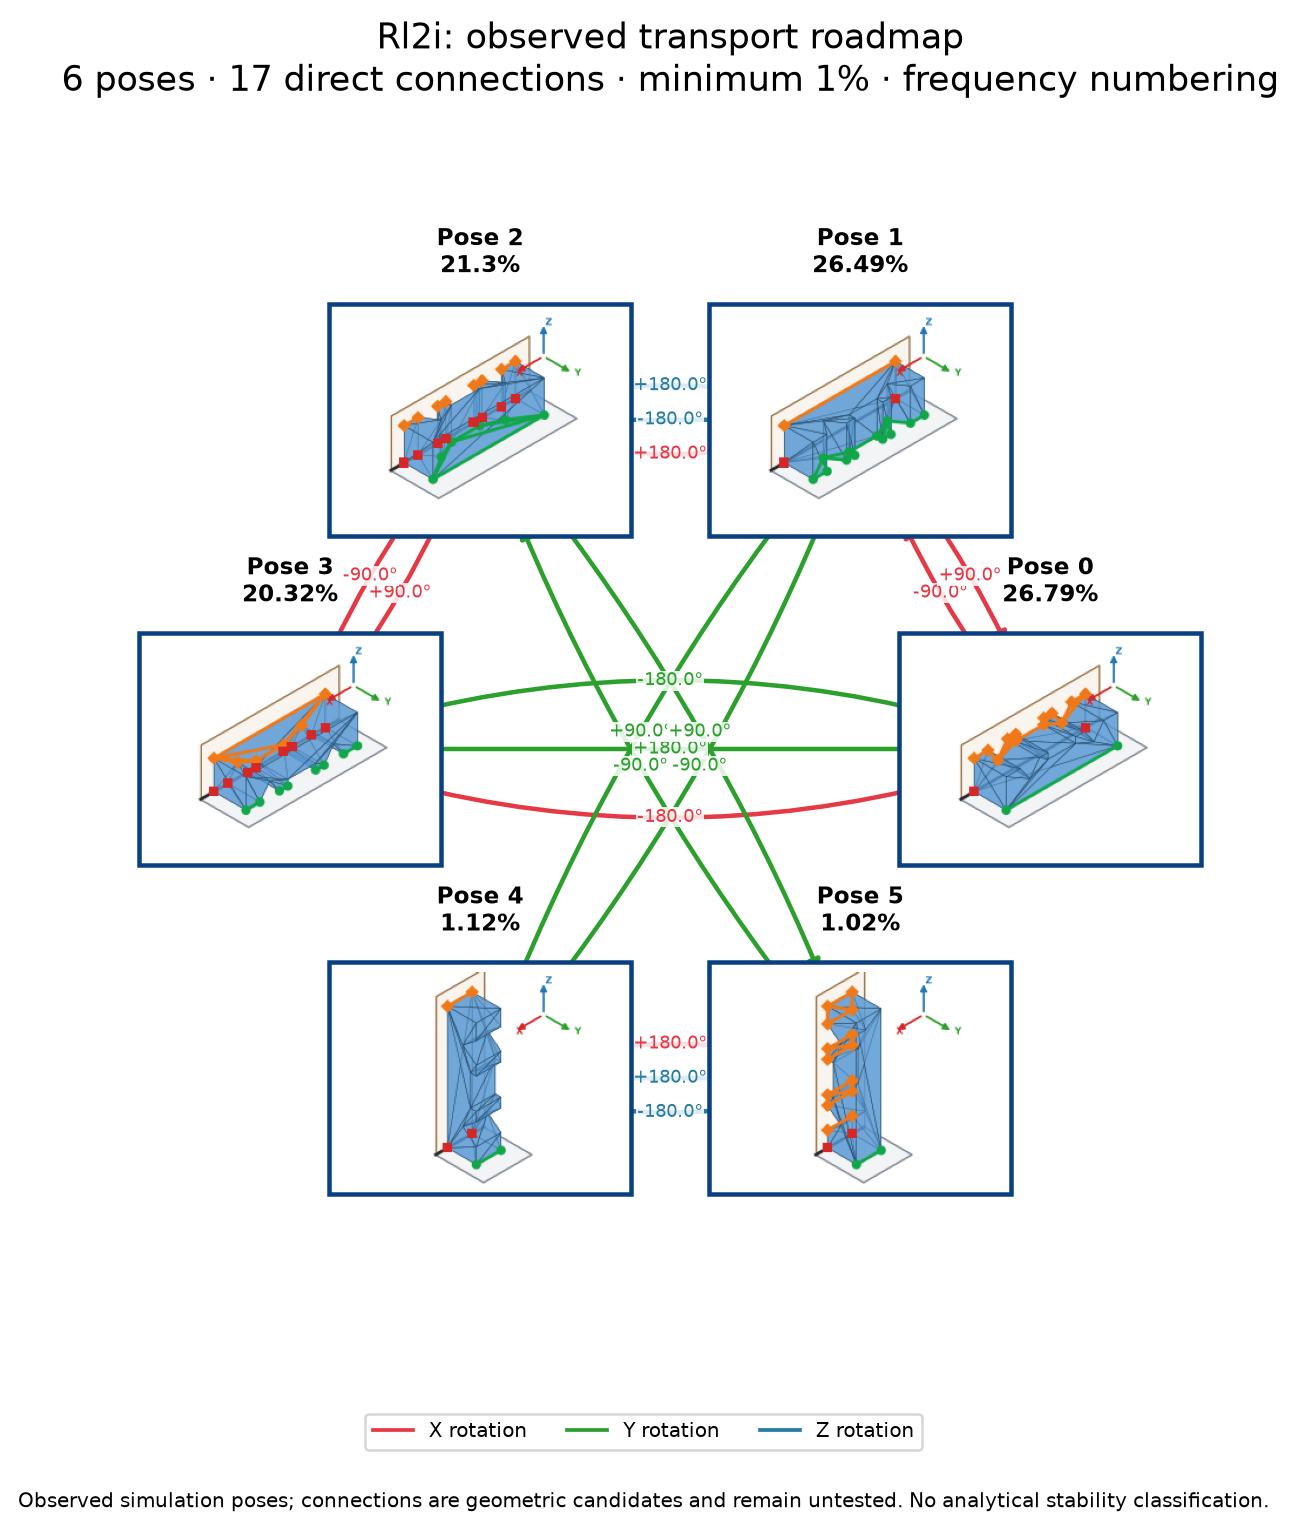 Rl2i: observed transport roadmap
6 poses · 17 direct connections · minimum 1% · frequency numbering
Pose 2
21.3%
Pose 1
26.49%
Z
X
Y
Z
X
Y
+180.0°
-180.0°
+180.0°
Pose 3
20.32%
-90.0°
+90.0°
+90.0°
-90.0°
Pose 0
26.79%
Z
X
Y
Z
X
Y
-180.0°
+90.0°
+90.0°
+180.0°
-90.0°
-90.0°
-180.0°
Pose 4
1.12%
Pose 5
1.02%
Z
X
Y
Z
X
Y
+180.0°
+180.0°
-180.0°
X rotation
Y rotation
Z rotation
Observed simulation poses; connections are geometric candidates and remain untested. No analytical stability classification.